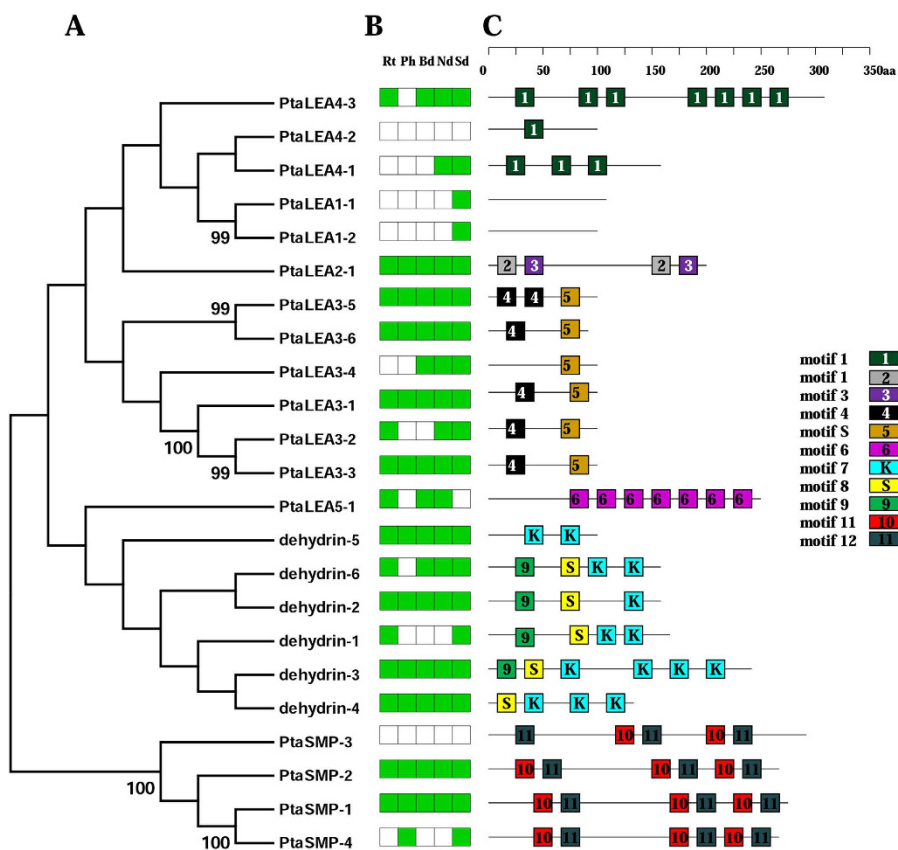 A B C
Rt Ph Bd Nd Sd
0 50 100 150 200 250 300 350aa
PtaLEA4-3 1 1 1 1 1 1 1
PtaLEA4-2 1
PtaLEA4-1 1 1 1
PtaLEA1-1
99 PtaLEA1-2
PtaLEA2-1 2 3 2 3
99 PtaLEA3-5 4 4 5
PtaLEA3-6 4 5
PtaLEA3-4 5
PtaLEA3-1 4 5
100 PtaLEA3-2 4 5
99 PtaLEA3-3 4 5
PtaLEA5-1 6 6 6 6 6 6 6
dehydrin-5 K K
dehydrin-6 9 S K K
dehydrin-2 9 S K
dehydrin-1 9 S K K
dehydrin-3 9 S K K K K
dehydrin-4 S K K K
PtaSMP-3 11 10 11 10 11
100 PtaSMP-2 10 11 10 11 10 11
PtaSMP-1 10 11 10 11 10 11
100 PtaSMP-4 10 11 10 11 10 11
motif 1 1
motif 1 2
motif 3 3
motif 4 4
motif S 5
motif 6 6
motif 7 K
motif 8 S
motif 9 9
motif 11 10
motif 12 11